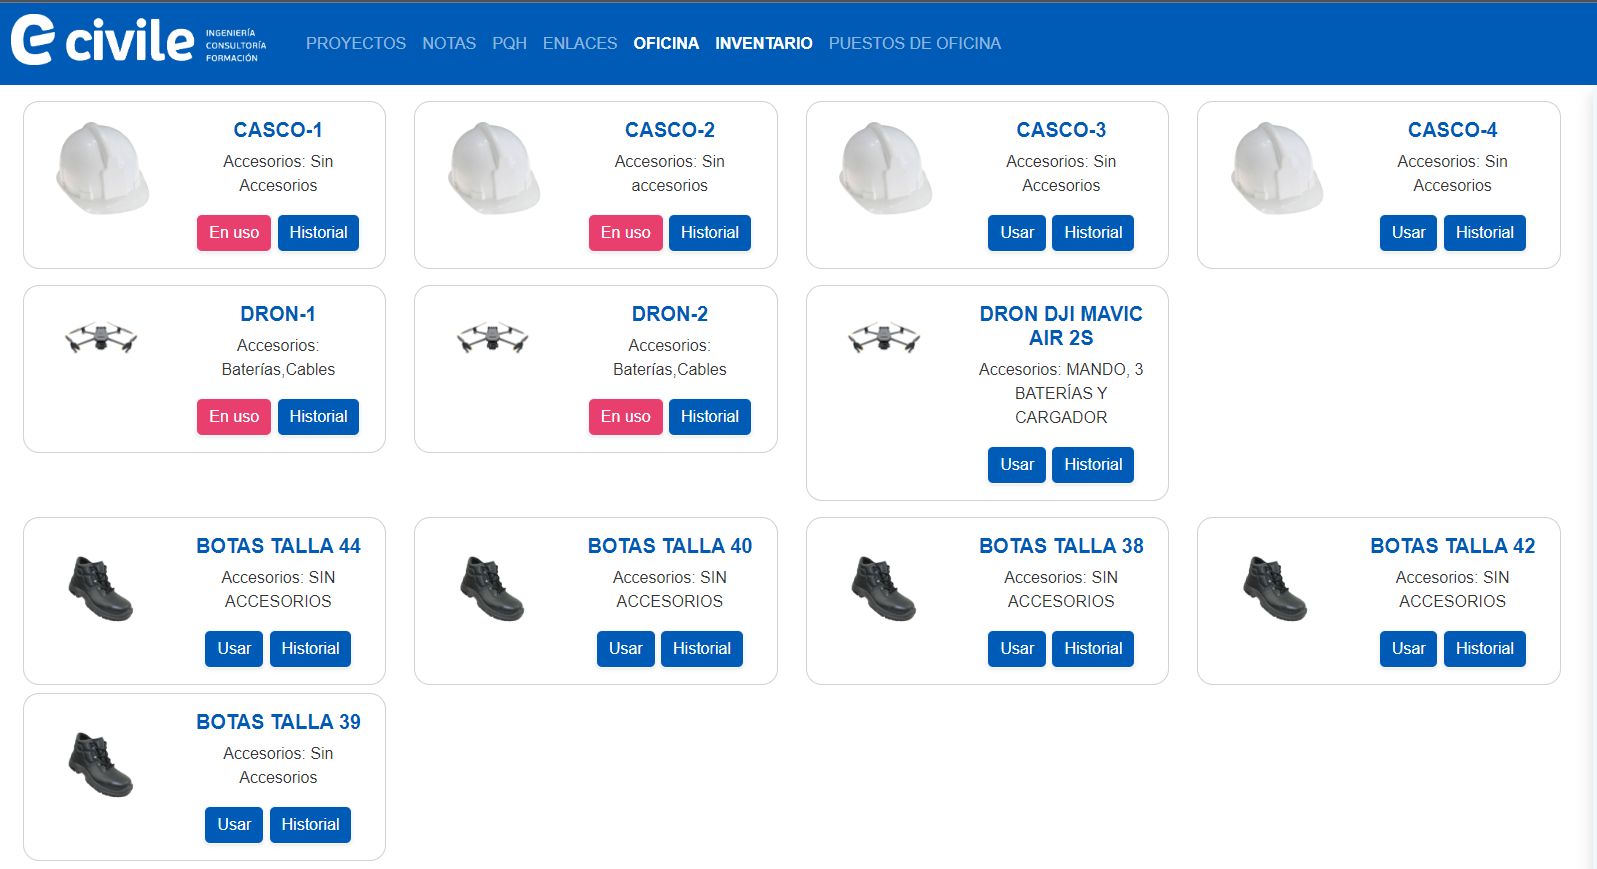 civile
INGENIERÍA
CONSULTORÍA
FORMACIÓN
PROYECTOS NOTAS PQH ENLACES OFICINA INVENTARIO PUESTOS DE OFICINA
CASCO-1
Accesorios: Sin
Accesorios
En uso Historial
CASCO-2
Accesorios: Sin
accesorios
En uso Historial
CASCO-3
Accesorios: Sin
Accesorios
Usar Historial
CASCO-4
Accesorios: Sin
Accesorios
Usar Historial
DRON-1
Accesorios:
Baterías,Cables
En uso Historial
DRON-2
Accesorios:
Baterías,Cables
En uso Historial
DRON DJI MAVIC
AIR 2S
Accesorios: MANDO, 3
BATERÍAS Y
CARGADOR
Usar Historial
BOTAS TALLA 44
Accesorios: SIN
ACCESORIOS
Usar Historial
BOTAS TALLA 40
Accesorios: SIN
ACCESORIOS
Usar Historial
BOTAS TALLA 38
Accesorios: SIN
ACCESORIOS
Usar Historial
BOTAS TALLA 42
Accesorios: SIN
ACCESORIOS
Usar Historial
BOTAS TALLA 39
Accesorios: Sin
Accesorios
Usar Historial